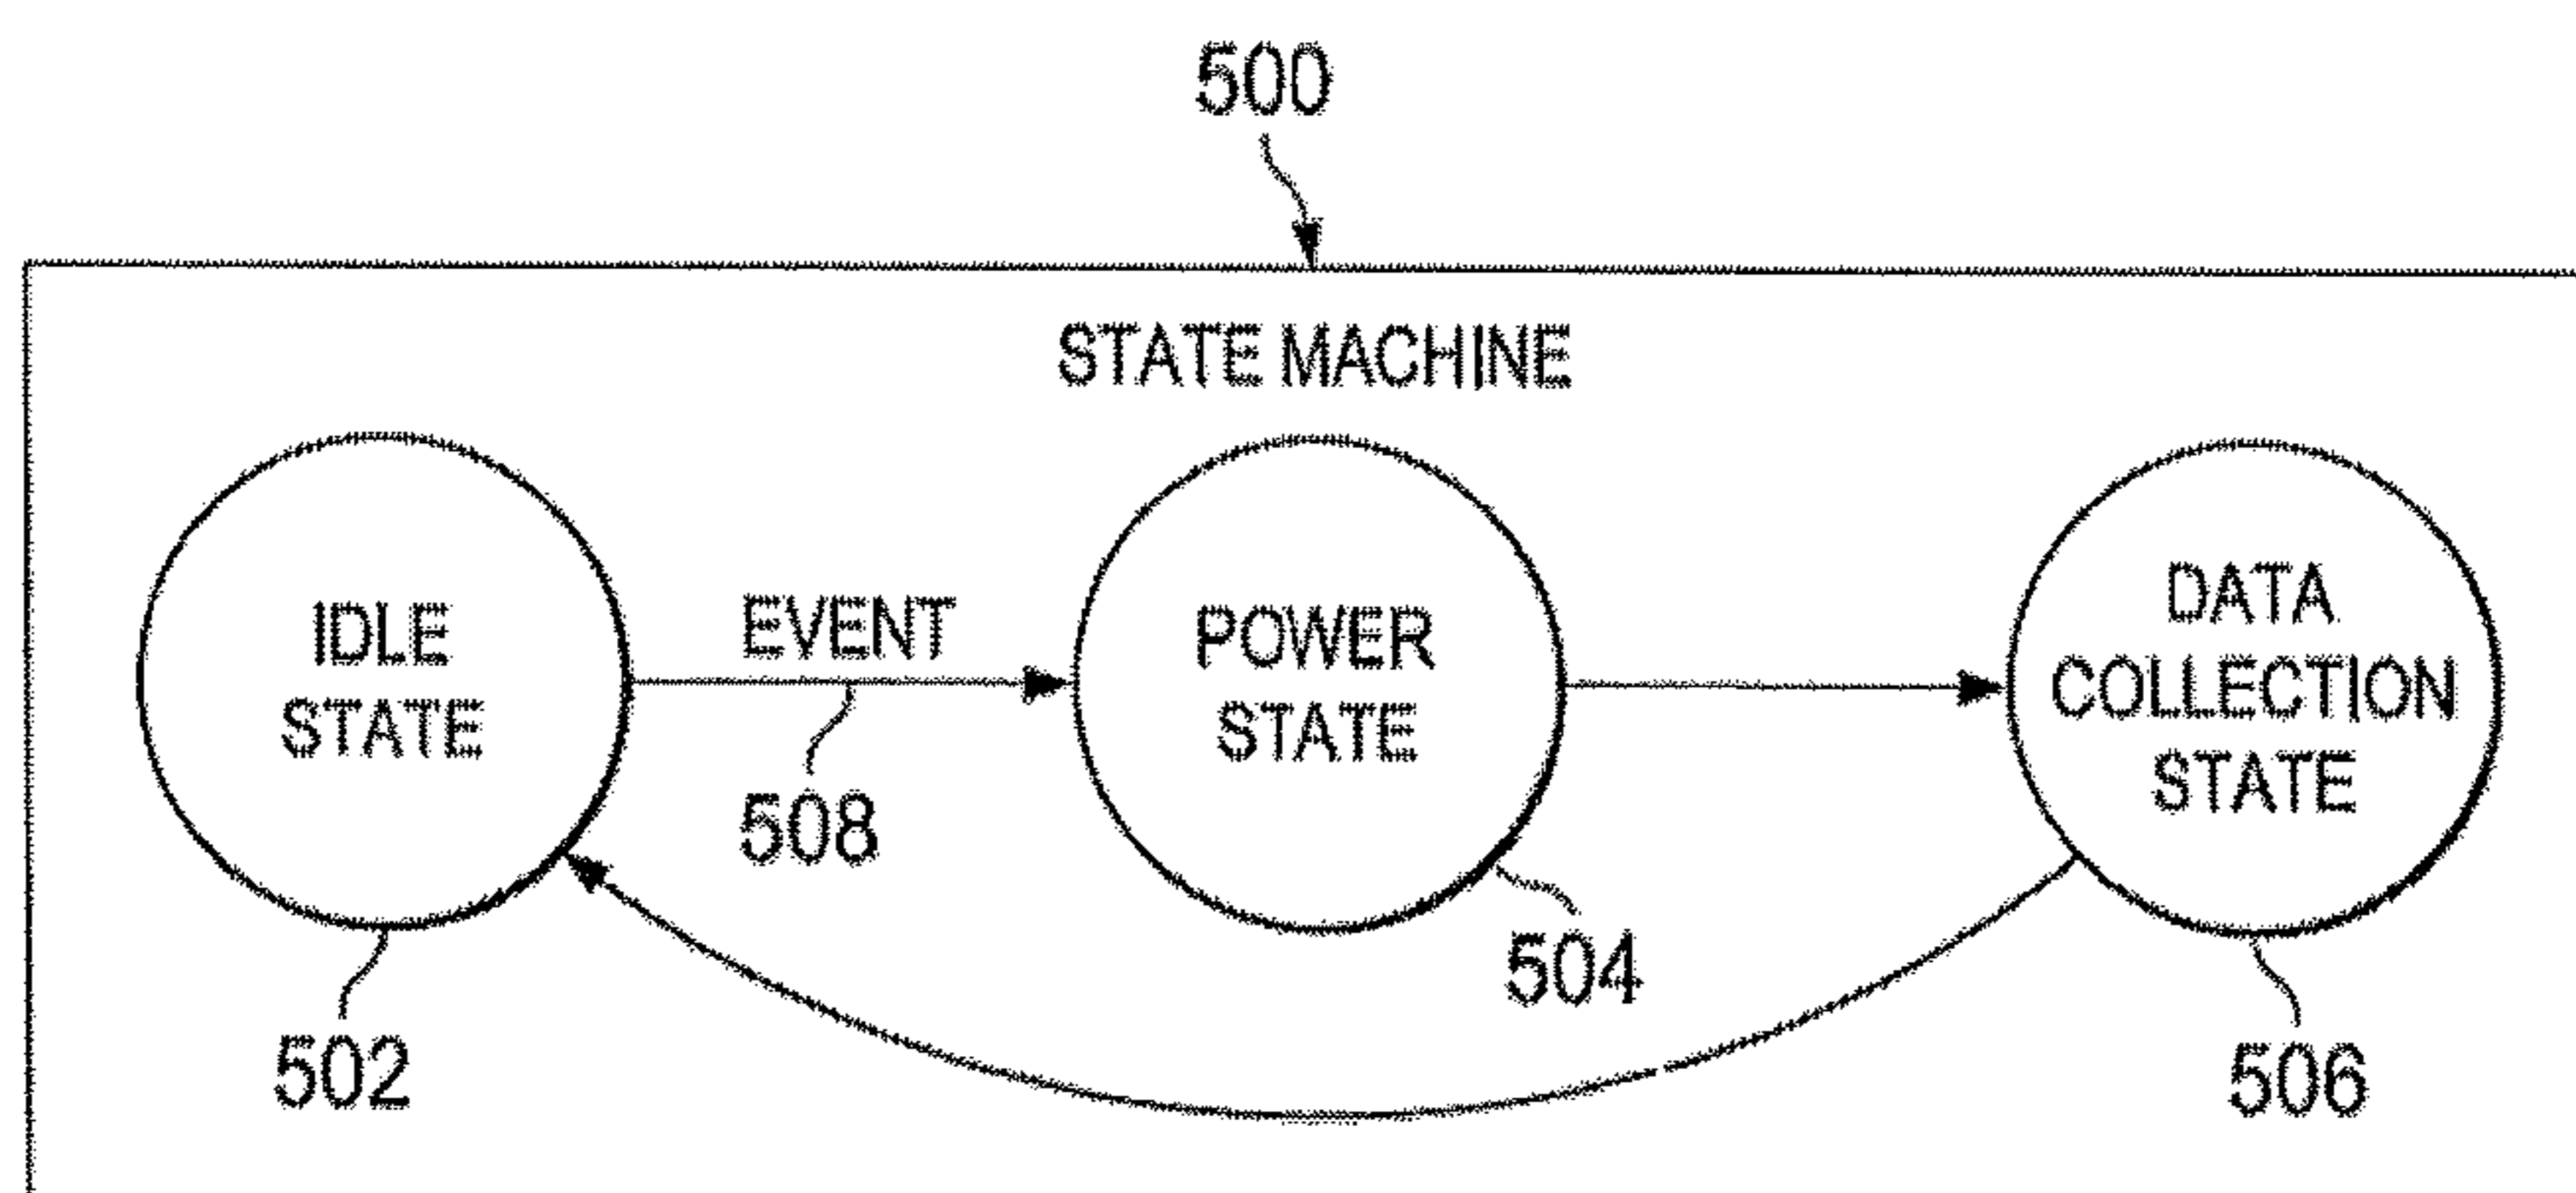 500
STATE MACHINE
IDLE
STATE
EVENT
508
POWER
STATE
DATA
COLLECTION
STATE
502
504
506